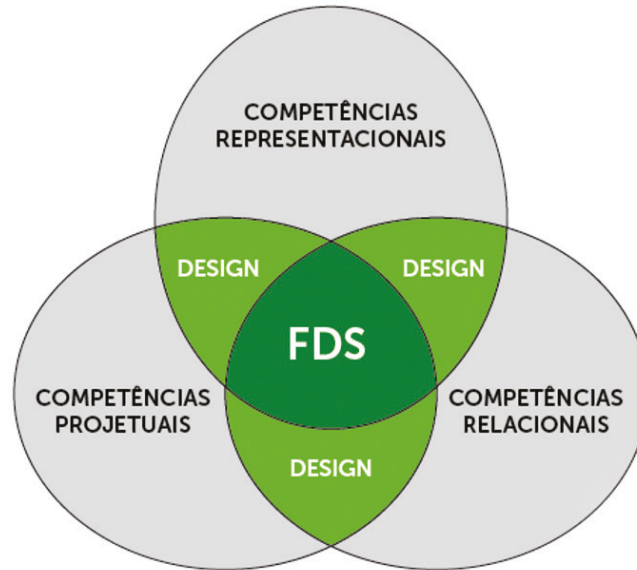 COMPETÊNCIAS
REPRESENTACIONAIS
DESIGN
DESIGN
FDS
COMPETÊNCIAS
PROJETUAIS
COMPETÊNCIAS
RELACIONAIS
DESIGN